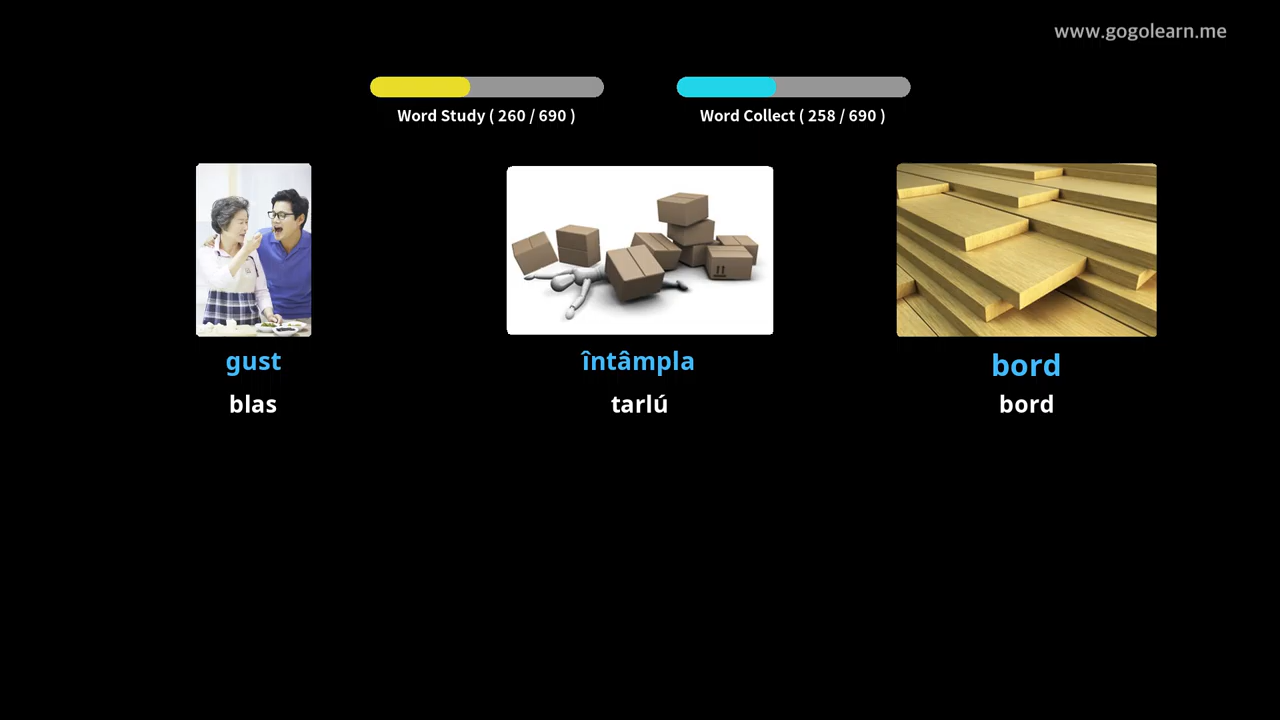 www.gogolearn.me
Word Study ( 260 / 690 )
Word Collect ( 258 / 690 )
gust
întâmpla
bord
blas
tarlú
bord